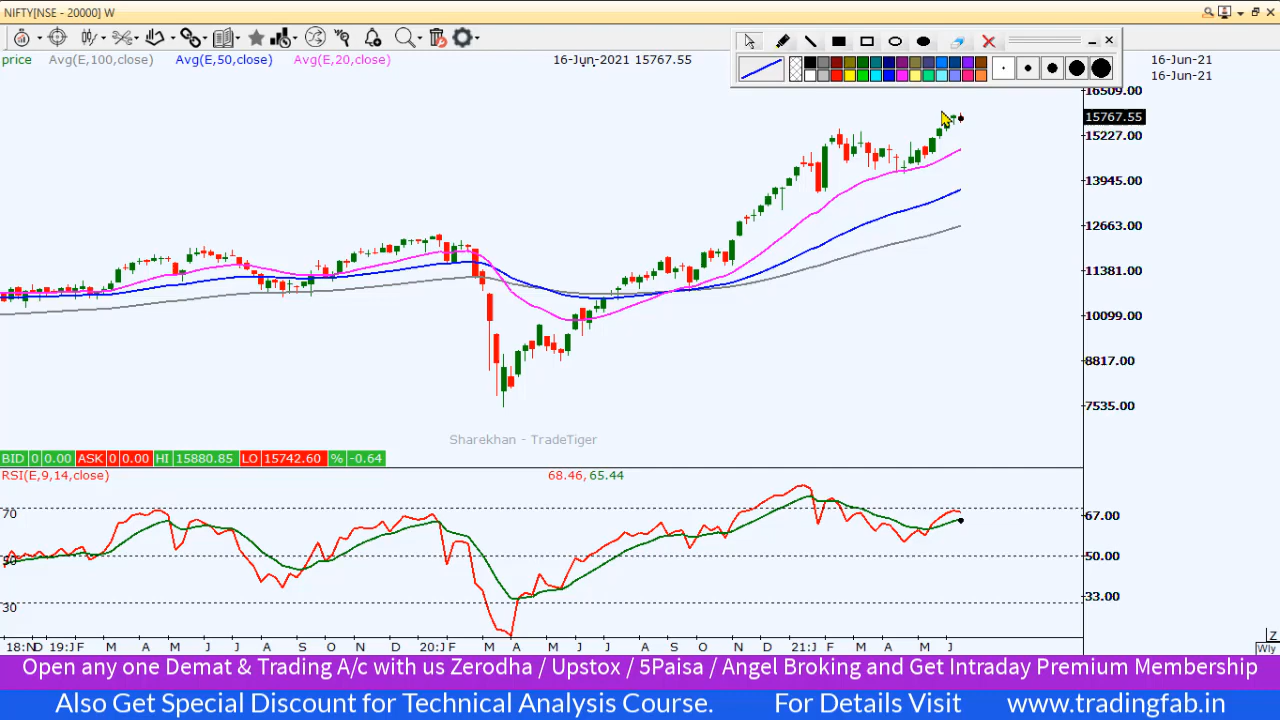 NIFTY[NSE - 20000] W
price Avg(E,100,close) Avg(E,50,close) Avg(E,20,close) 16-Jun-2021 15767.55 16-Jun-21
16-Jun-21
16509.00
15767.55
15227.00
13945.00
12663.00
11381.00
10099.00
8817.00
7535.00
Sharekhan - TradeTiger
BID 0 0.00 ASK 0 0.00 HI 15880.85 LO 15742.60 % -0.64
RSI(E,9,14,close) 68.46, 65.44
70 67.00
50 50.00
30 33.00
18:ND 19:J F M A M J J A S O N D 20:J F M A M J J A S O N D 21:J F M A M J
Z
Wly
Open any one Demat & Trading A/c with us Zerodha / Upstox / 5Paisa / Angel Broking and Get Intraday Premium Membership
Also Get Special Discount for Technical Analysis Course. For Details Visit www.tradingfab.in